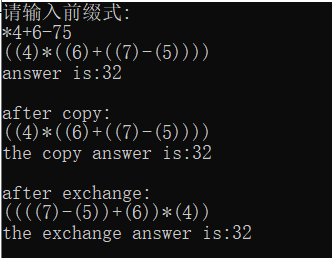 请输入前缀式:
*4+6-75
((4)*((6)+((7)-(5))))
answer is:32
after copy:
((4)*((6)+((7)-(5))))
the copy answer is:32
after exchange:
((((7)-(5))+(6))*(4))
the exchange answer is:32